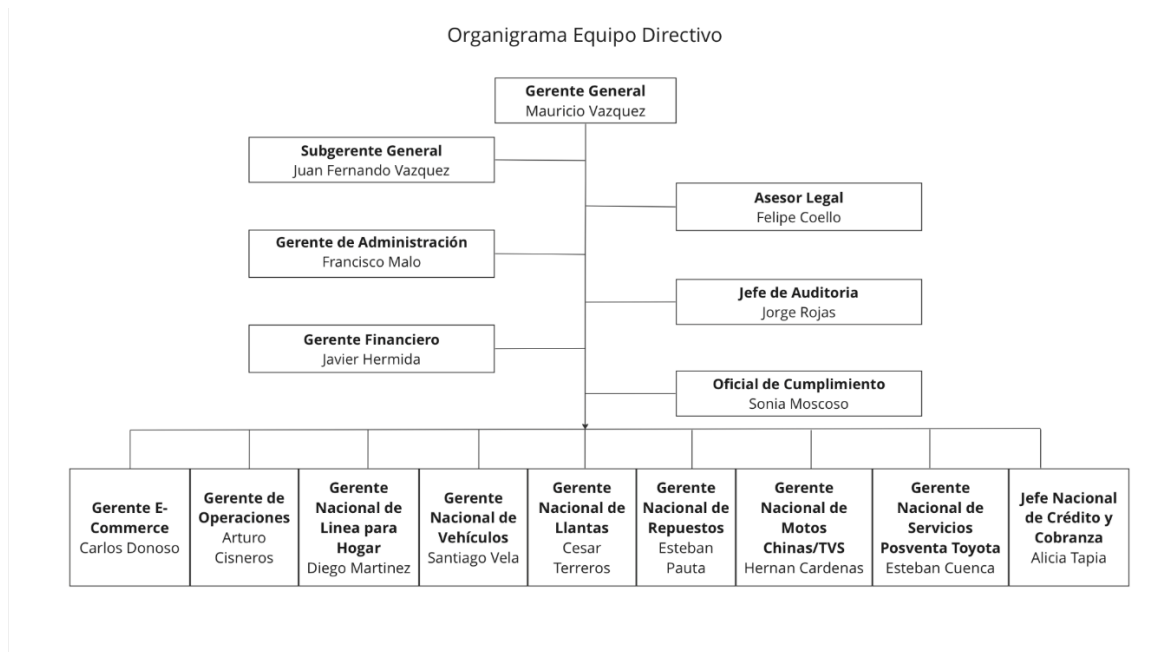 Organigrama Equipo Directivo
Gerente General
Mauricio Vazquez
Subgerente General
Juan Fernando Vazquez
Asesor Legal
Felipe Coello
Gerente de Administración
Francisco Malo
Jefe de Auditoria
Jorge Rojas
Gerente Financiero
Javier Hermida
Oficial de Cumplimiento
Sonia Moscoso
Gerente E-
Commerce
Carlos Donoso
Gerente de
Operaciones
Arturo
Cisneros
Gerente
Nacional de
Linea para
Hogar
Diego Martinez
Gerente
Nacional de
Vehículos
Santiago Vela
Gerente
Nacional de
Llantas
Cesar
Terreros
Gerente
Nacional de
Repuestos
Esteban
Pauta
Gerente
Nacional de
Motos
Chinas/TVS
Hernan Cardenas
Gerente
Nacional de
Servicios
Posventa Toyota
Esteban Cuenca
Jefe Nacional
de Crédito y
Cobranza
Alicia Tapia